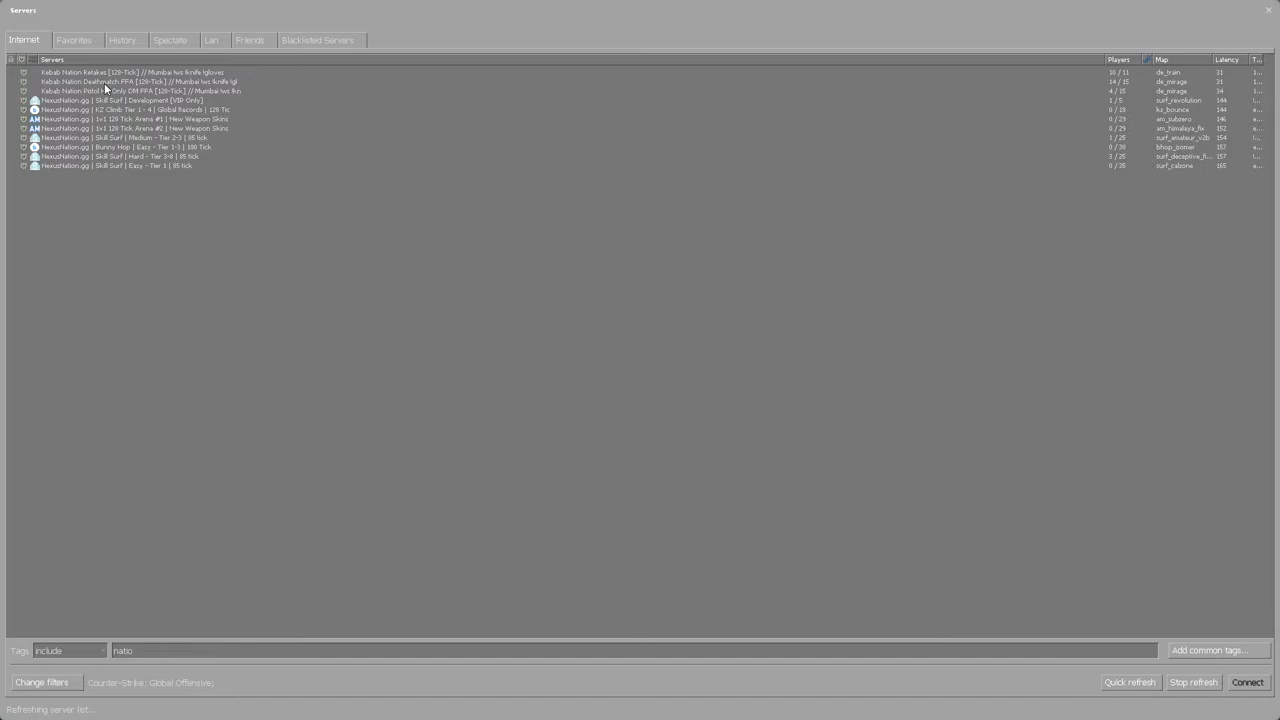 Servers
Internet Favorites History Spectate Lan Friends Blacklisted Servers
Servers Players Map Latency T...
Kebab Nation Retakes [128-Tick] // Mumbai !ws !knife !gloves 10 / 11 de_train 31 1...
Kebab Nation Deathmatch FFA [128-Tick] // Mumbai !ws !knife !gl 14 / 15 de_mirage 31 1...
Kebab Nation Pistol Only DM FFA [128-Tick] // Mumbai !ws !kn 4 / 15 de_mirage 34 1...
NexusNation.gg | Skill Surf | Development [VIP Only] 1 / 5 surf_revolution 144 !...
NexusNation.gg | KZ Climb Tier 1 - 4 | Global Records | 128 Tic 0 / 18 kz_bounce 144 e...
AM NexusNation.gg | 1v1 128 Tick Arena #1 | New Weapon Skins 0 / 29 am_subzero 146 e...
AM NexusNation.gg | 1v1 128 Tick Arena #2 | New Weapon Skins 0 / 29 am_himalaya_fix 152 e...
NexusNation.gg | Skill Surf | Medium - Tier 2-3 | 85 tick 1 / 25 surf_amateur_v2b 154 !...
NexusNation.gg | Bunny Hop | Easy - Tier 1-3 | 100 Tick 0 / 30 bhop_isomer 157 e...
NexusNation.gg | Skill Surf | Hard - Tier 3-8 | 85 tick 3 / 25 surf_deceptive_fi... 157 !...
NexusNation.gg | Skill Surf | Easy - Tier 1 | 85 tick 0 / 35 surf_calzone 165 e...
Tags include natio Add common tags...
Change filters Counter-Strike: Global Offensive; Quick refresh Stop refresh Connect
Refreshing server list...